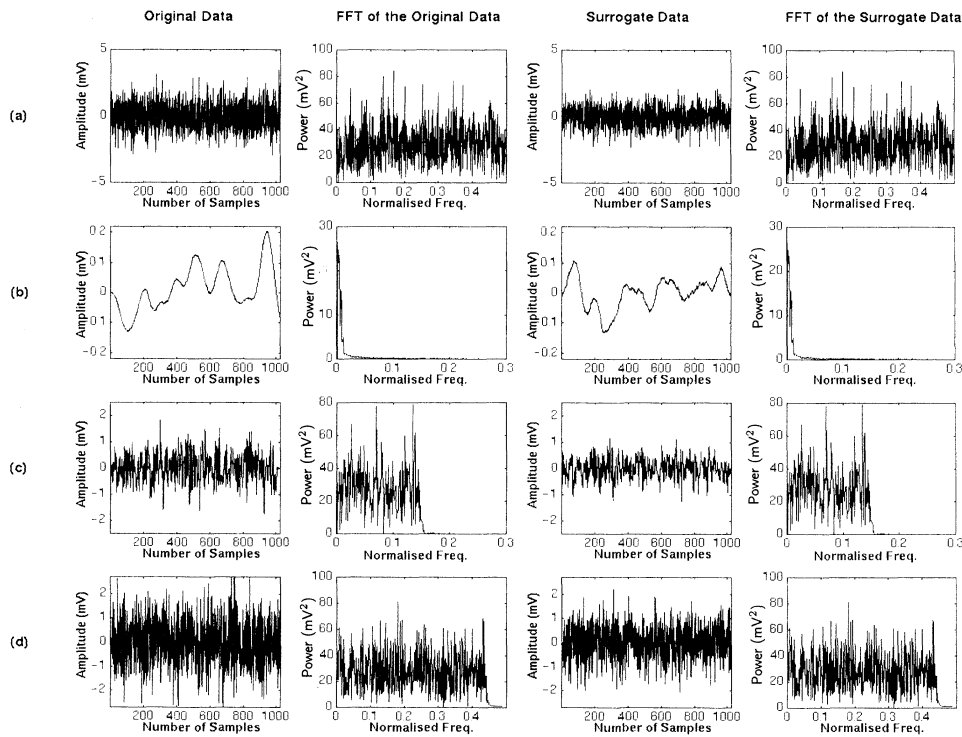 Original Data
FFT of the Original Data
Surrogate Data
FFT of the Surrogate Data
(a)
Amplitude (mV)
5
0
-5
200 400 600 800 1000
Number of Samples
Power (mV²)
100
80
60
40
20
0
0 0.1 0.2 0.3 0.4
Normalised Freq.
Amplitude (mV)
5
0
-5
200 400 600 800 1000
Number of Samples
Power (mV²)
100
80
60
40
20
0
0 0.1 0.2 0.3 0.4
Normalised Freq.
(b)
Amplitude (mV)
0.2
0.1
0
0.1
-0.2
200 400 600 800 1000
Number of Samples
Power (mV²)
30
20
10
0
0 0.1 0.2 0.3
Normalised Freq.
Amplitude (mV)
0.2
0.1
0
0.1
-0.2
200 400 600 800 1000
Number of Samples
Power (mV²)
30
20
10
0
0 0.1 0.2 0.3
Normalised Freq.
(c)
Amplitude (mV)
2
1
0
-1
-2
200 400 600 800 1000
Number of Samples
Power (mV²)
80
60
40
20
0
0 0.1 0.2 0.3
Normalised Freq.
Amplitude (mV)
2
1
0
-1
-2
200 400 600 800 1000
Number of Samples
Power (mV²)
80
60
40
20
0
0 0.1 0.2 0.3
Normalised Freq.
(d)
Amplitude (mV)
2
1
0
-1
-2
200 400 600 800 1000
Number of Samples
Power (mV²)
100
80
60
40
20
0
0 0.1 0.2 0.3 0.4
Normalised Freq.
Amplitude (mV)
2
1
0
-1
-2
200 400 600 800 1000
Number of Samples
Power (mV²)
100
80
60
40
20
0
0 0.1 0.2 0.3 0.4
Normalised Freq.